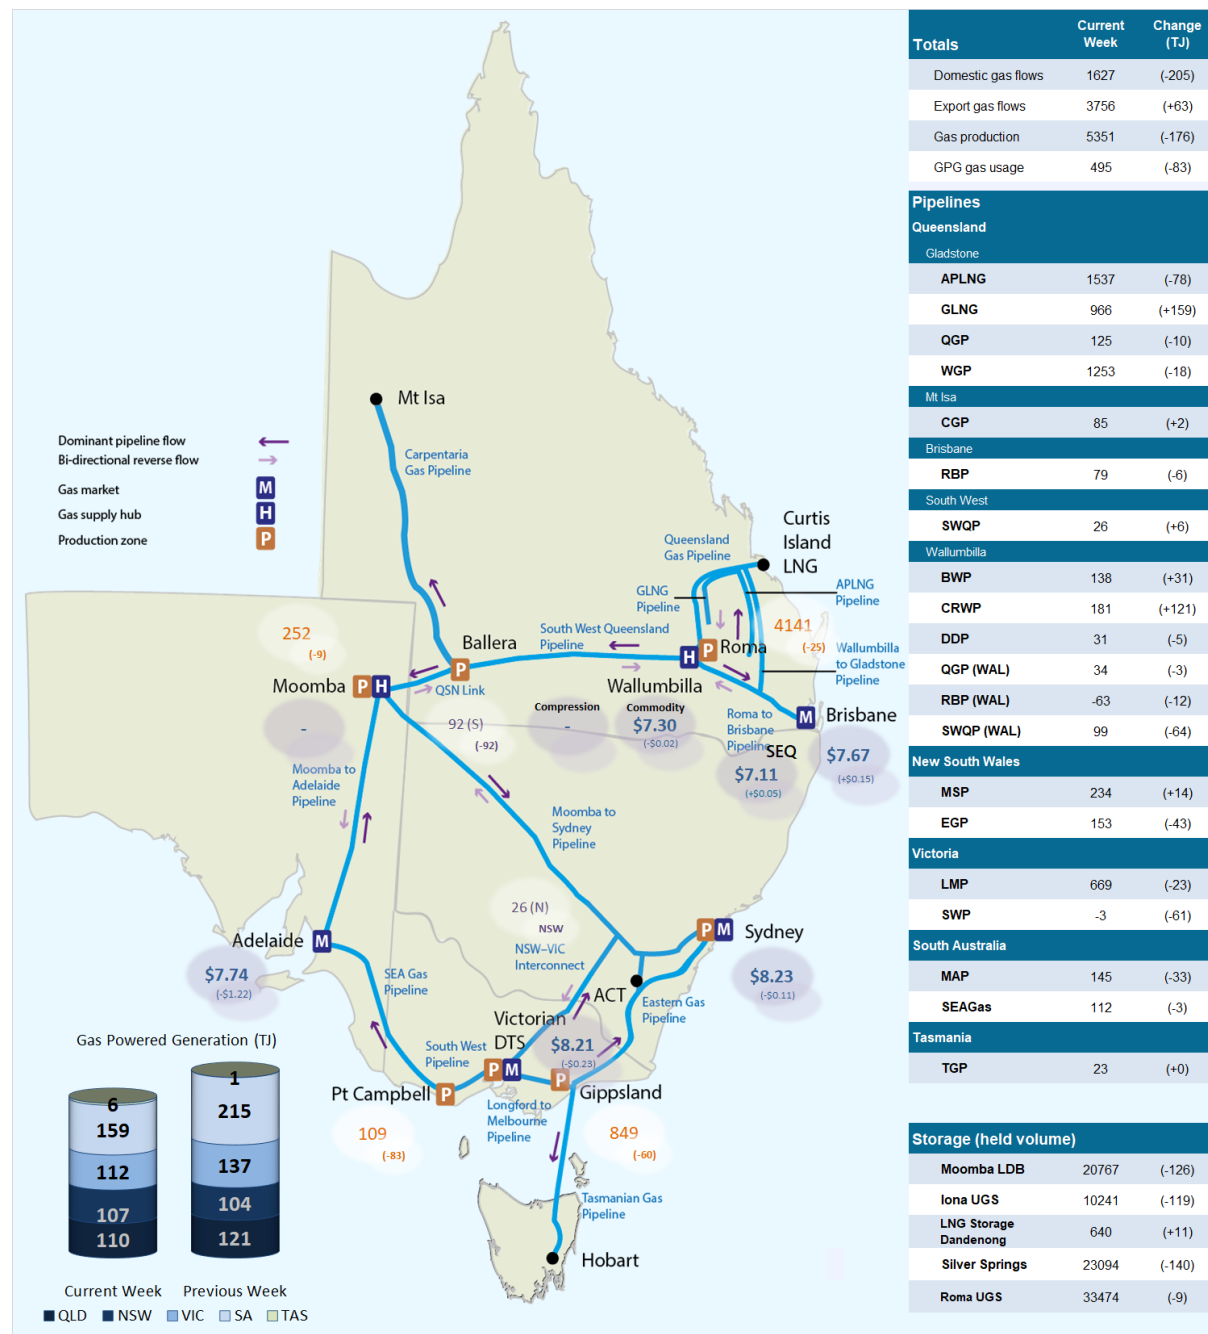 Dominant pipeline flow
Bi-directional reverse flow
Gas market M
Gas supply hub H
Production zone P
Mt Isa
Carpentaria
Gas Pipeline
Curtis
Island
LNG
Queensland
Gas Pipeline
GLNG
Pipeline
APLNG
Pipeline
252
(-9)
Ballera
South West Queensland
Pipeline
4141
(-25)
P
Roma
H
Wallumbilla
to Gladstone
Pipeline
Moomba
P H
P
QSN Link
Wallumbilla
-
92 (S)
(-92)
Compression
-
Commodity
$7.30
(-$0.02)
Roma to
Brisbane
Pipeline
M
Brisbane
SEQ
$7.11
(+$0.05)
$7.67
(+$0.15)
Moomba to
Adelaide
Pipeline
Moomba to
Sydney
Pipeline
26 (N)
NSW
NSW–VIC
Interconnect
Adelaide
M
P M
Sydney
$7.74
(-$1.22)
SEA Gas
Pipeline
$8.23
(-$0.11)
ACT
Eastern Gas
Pipeline
Victorian
DTS
$8.21
(-$0.23)
South West
Pipeline
P M
P
Pt Campbell
P
Gippsland
Longford to
Melbourne
Pipeline
109
(-83)
849
(-60)
Tasmanian Gas
Pipeline
Hobart
Gas Powered Generation (TJ)
6
159
112
107
110
1
215
137
104
121
Current Week
Previous Week
QLD NSW VIC SA TAS
Totals Current Week Change (TJ)
Domestic gas flows 1627 (-205)
Export gas flows 3756 (+63)
Gas production 5351 (-176)
GPG gas usage 495 (-83)
Pipelines
Queensland
Gladstone
APLNG 1537 (-78)
GLNG 966 (+159)
QGP 125 (-10)
WGP 1253 (-18)
Mt Isa
CGP 85 (+2)
Brisbane
RBP 79 (-6)
South West
SWQP 26 (+6)
Wallumbilla
BWP 138 (+31)
CRWP 181 (+121)
DDP 31 (-5)
QGP (WAL) 34 (-3)
RBP (WAL) -63 (-12)
SWQP (WAL) 99 (-64)
New South Wales
MSP 234 (+14)
EGP 153 (-43)
Victoria
LMP 669 (-23)
SWP -3 (-61)
South Australia
MAP 145 (-33)
SEAGas 112 (-3)
Tasmania
TGP 23 (+0)
Storage (held volume)
Moomba LDB 20767 (-126)
Iona UGS 10241 (-119)
LNG Storage
Dandenong 640 (+11)
Silver Springs 23094 (-140)
Roma UGS 33474 (-9)